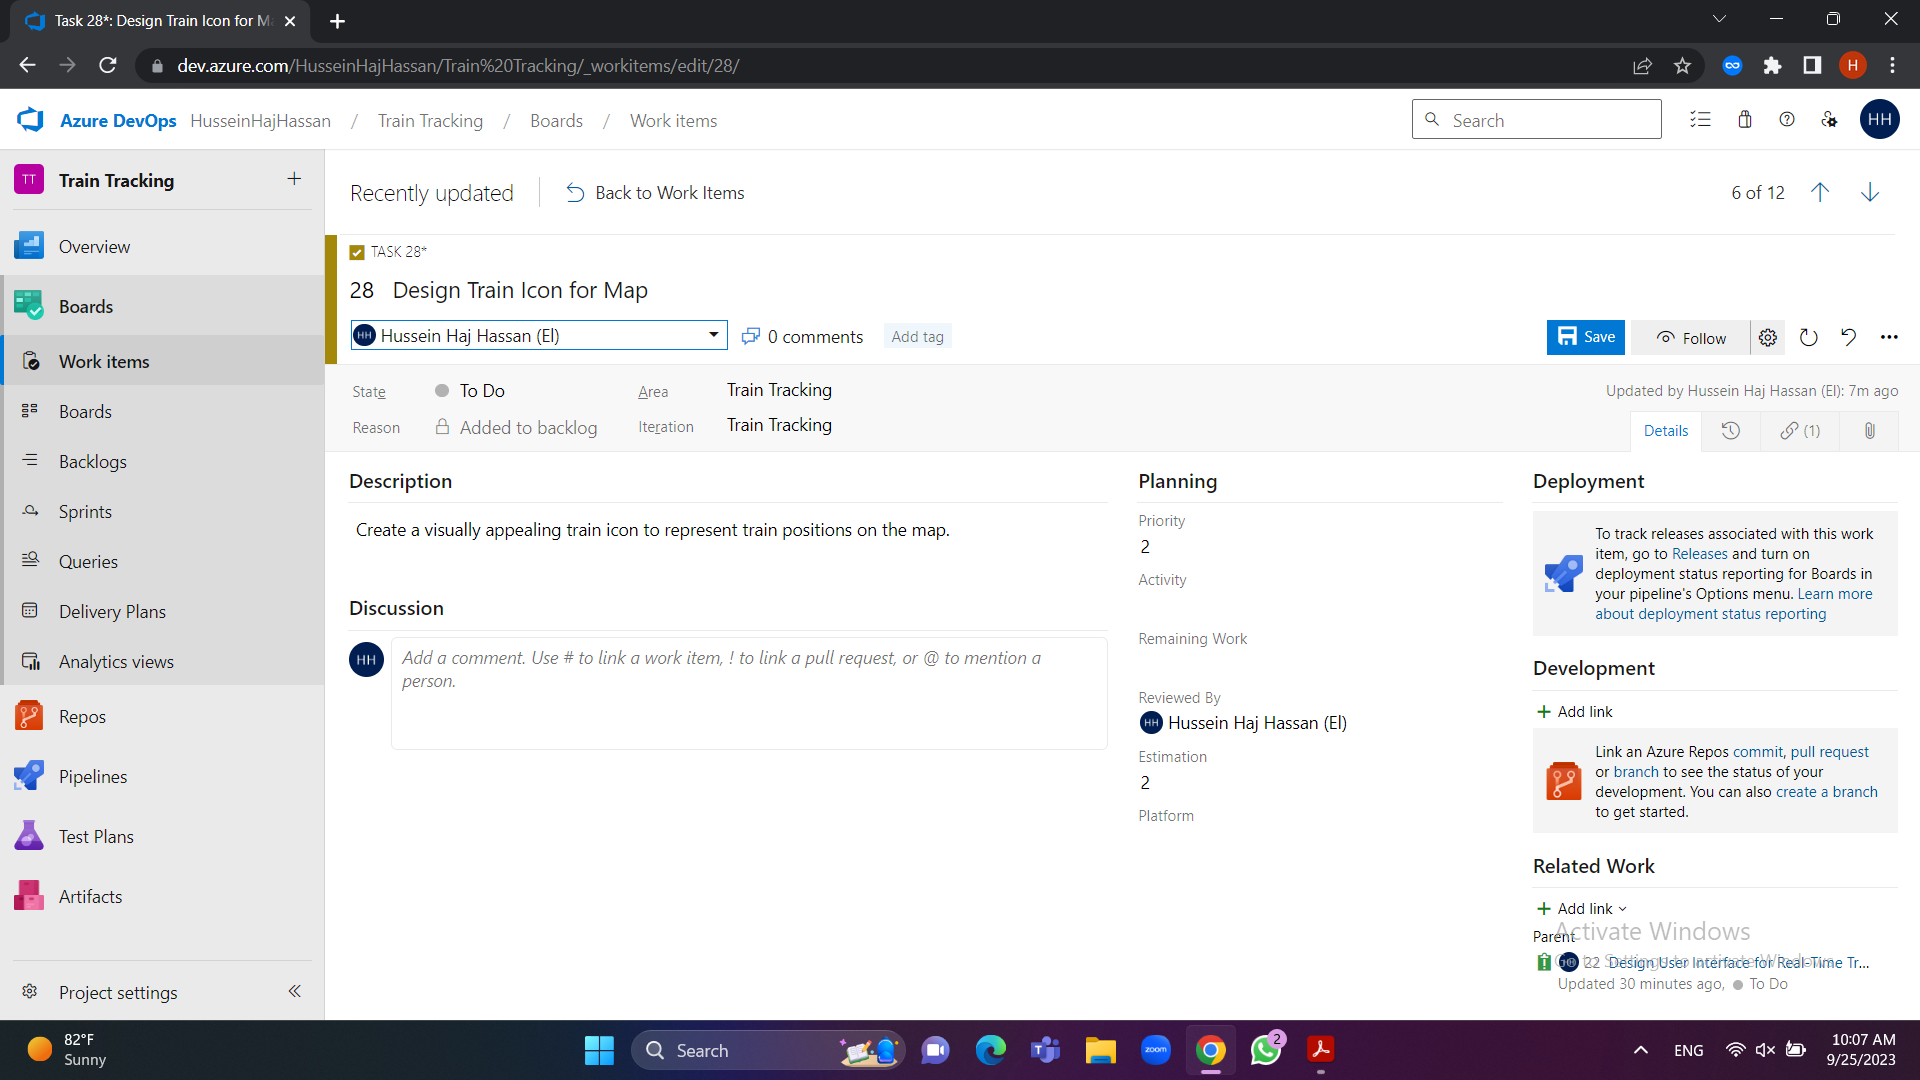 Task 28*: Design Train Icon for Ma
dev.azure.com/HusseinHajHassan/Train%20Tracking/_workitems/edit/28/
H
Azure DevOps HusseinHajHassan / Train Tracking / Boards / Work items
Search
HH
TT Train Tracking
Overview
Boards
Work items
Boards
Backlogs
Sprints
Queries
Delivery Plans
Analytics views
Repos
Pipelines
Test Plans
Artifacts
Project settings
Recently updated
Back to Work Items
6 of 12
TASK 28*
28 Design Train Icon for Map
HH Hussein Haj Hassan (El)
0 comments
Add tag
Save
Follow
State To Do
Area Train Tracking
Reason Added to backlog
Iteration Train Tracking
Updated by Hussein Haj Hassan (El): 7m ago
Details
(1)
Description
Create a visually appealing train icon to represent train positions on the map.
Discussion
HH
Add a comment. Use # to link a work item, ! to link a pull request, or @ to mention a
person.
Planning
Priority
2
Activity
Remaining Work
Reviewed By
HH Hussein Haj Hassan (El)
Estimation
2
Platform
Deployment
To track releases associated with this work
item, go to Releases and turn on
deployment status reporting for Boards in
your pipeline's Options menu. Learn more
about deployment status reporting
Development
Add link
Link an Azure Repos commit, pull request
or branch to see the status of your
development. You can also create a branch
to get started.
Related Work
Add link
Parent
Activate Windows
Go to Settings to activate Windows.
22 Design User Interface for Real-Time Tr...
Updated 30 minutes ago, To Do
82°F
Sunny
Search
zoom
2
ENG
10:07 AM
9/25/2023